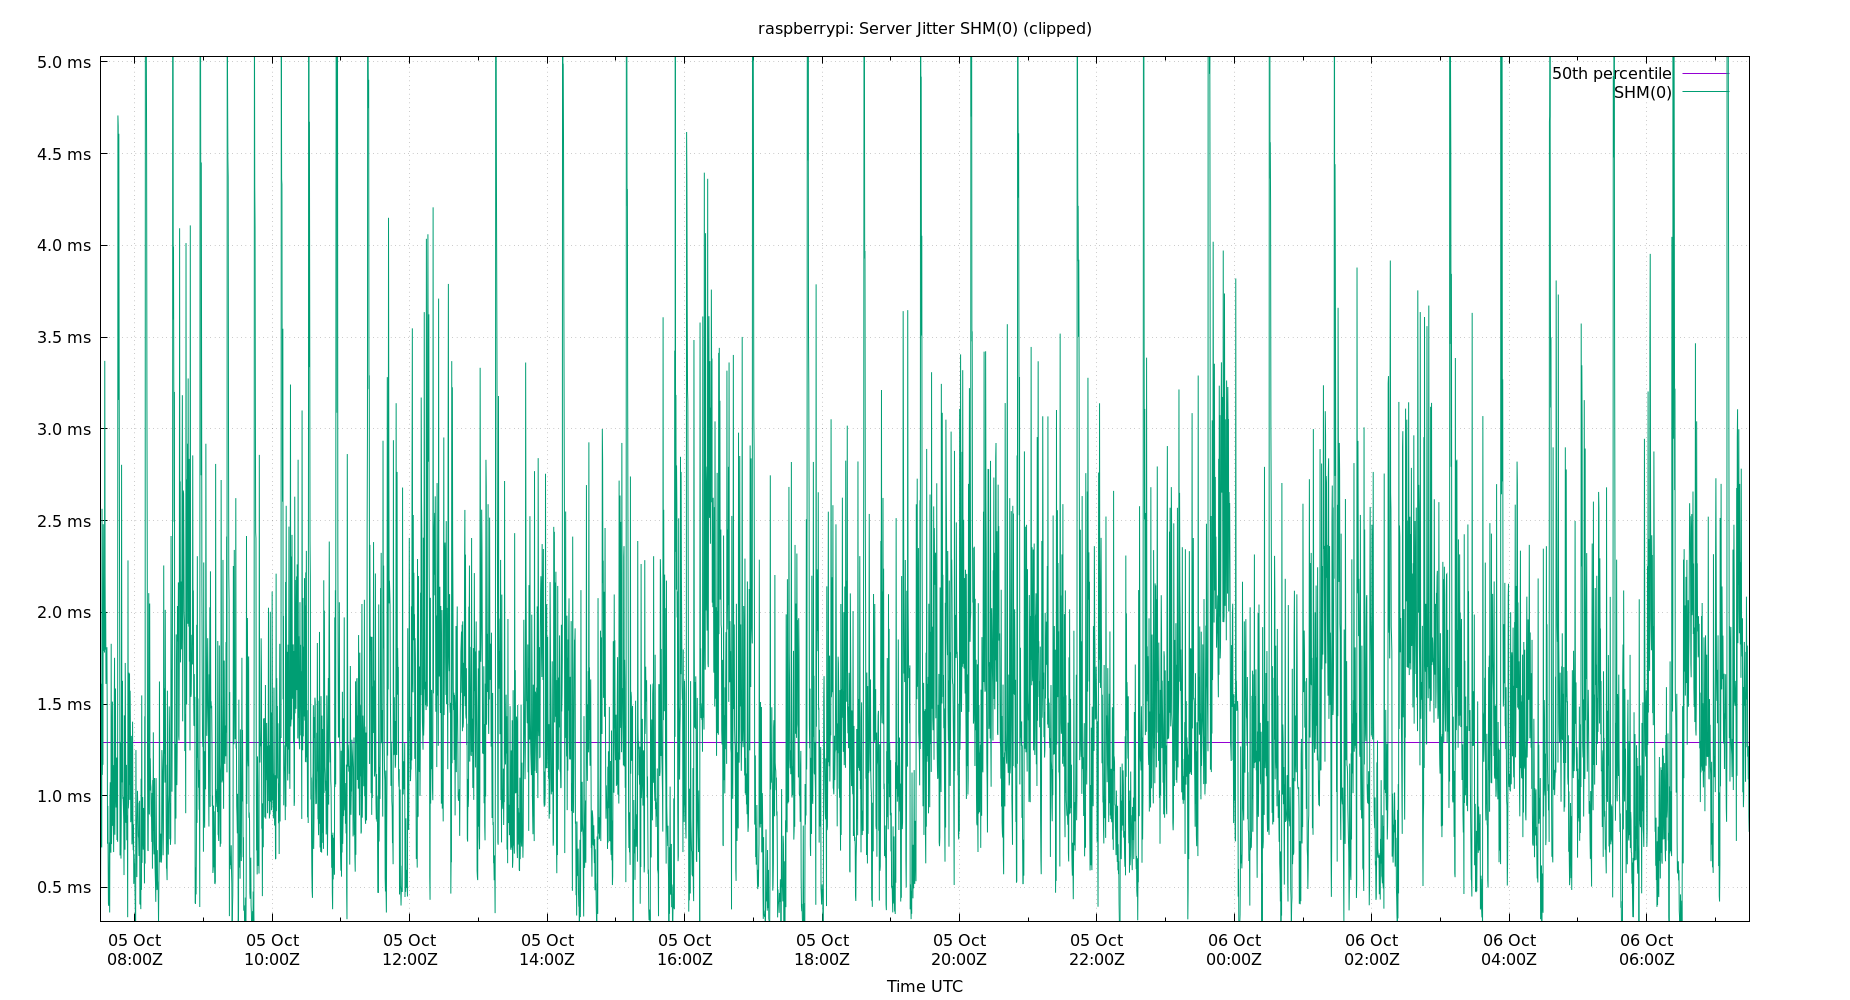 raspberrypi: Server Jitter SHM(0) (clipped)
5.0 ms
50th percentile
SHM(0)
4.5 ms
4.0 ms
3.5 ms
3.0 ms
2.5 ms
2.0 ms
1.5 ms
1.0 ms
0.5 ms
05 Oct 05 Oct 05 Oct 05 Oct 05 Oct 05 Oct 05 Oct 05 Oct 06 Oct 06 Oct 06 Oct 06 Oct
08:00Z 10:00Z 12:00Z 14:00Z 16:00Z 18:00Z 20:00Z 22:00Z 00:00Z 02:00Z 04:00Z 06:00Z
Time UTC